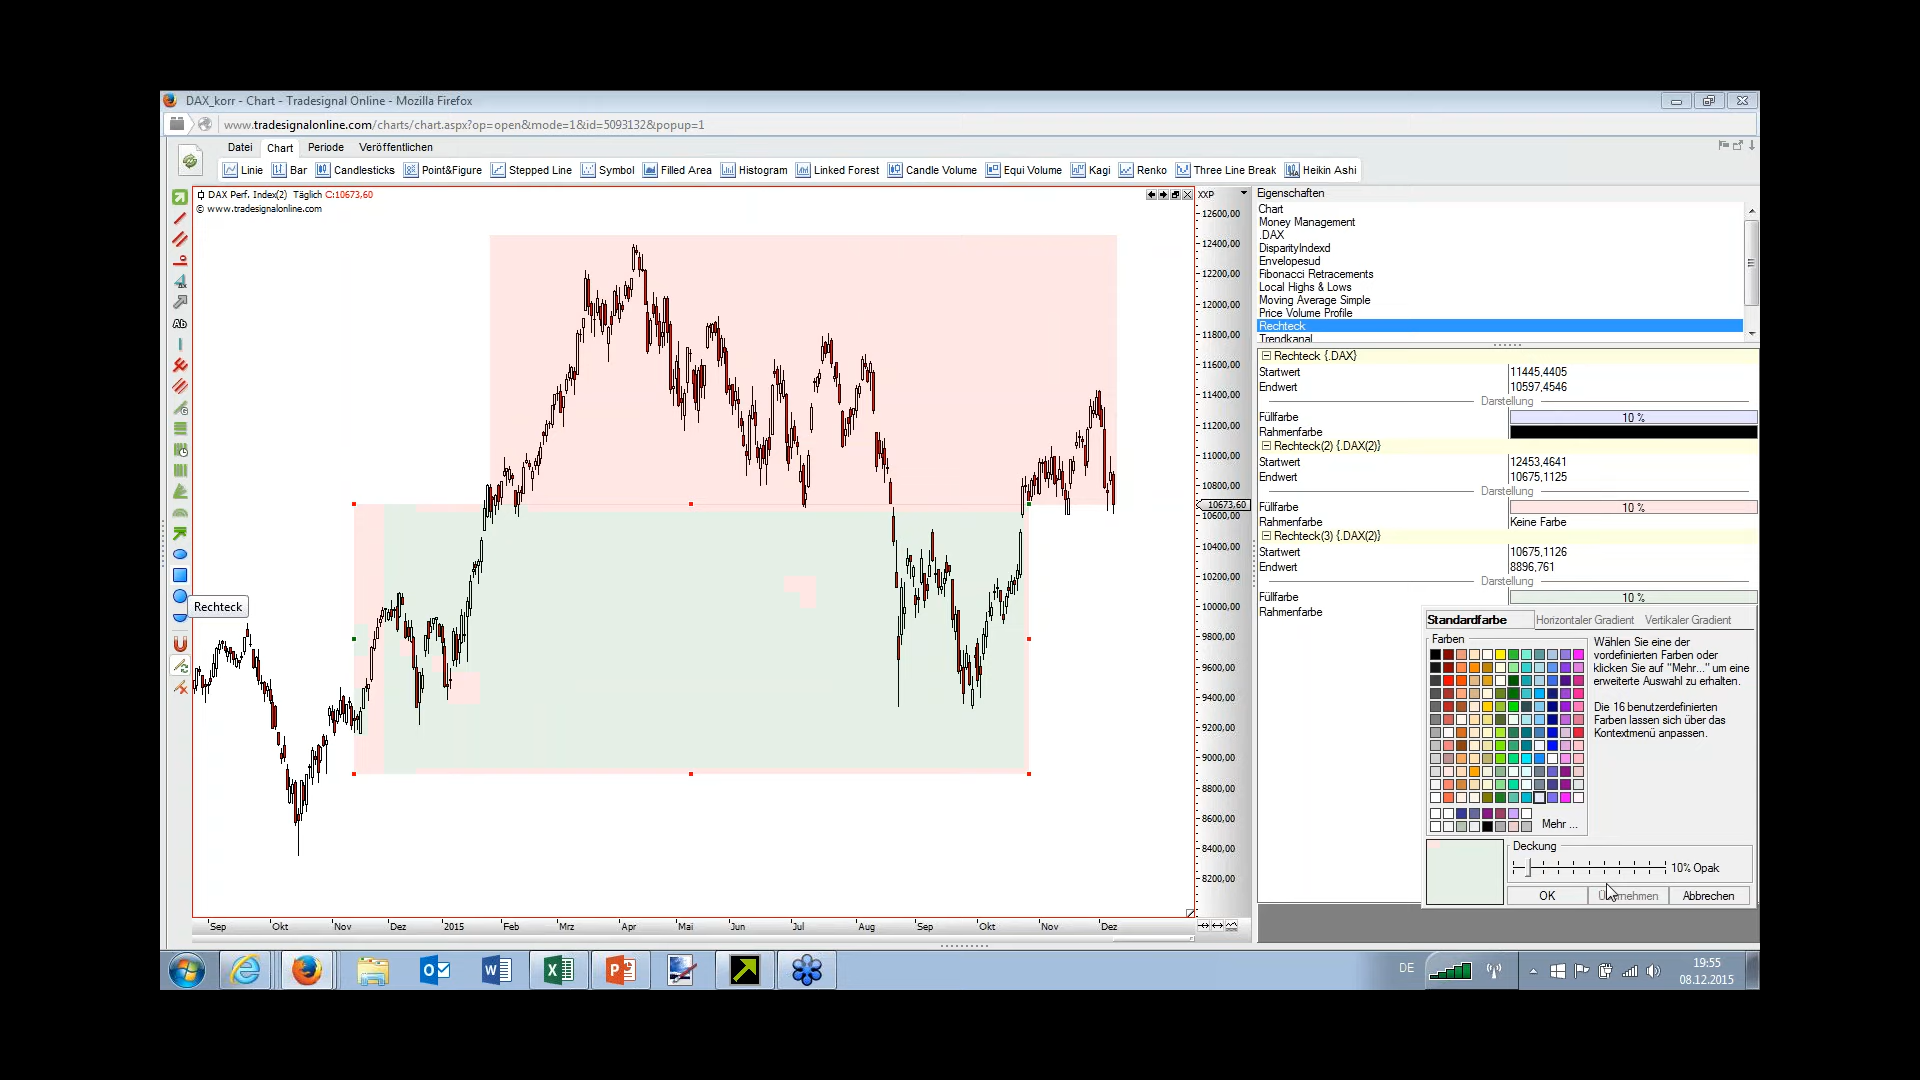 DAX_korr - Chart - Tradesignal Online - Mozilla Firefox
www.tradesignalonline.com/charts/chart.aspx?op=open&mode=1&id=5093132&popup=1
Datei Chart Periode Veröffentlichen
Linie Bar Candlesticks Point&Figure Stepped Line Symbol Filled Area Histogram Linked Forest Candle Volume Equi Volume Kagi Renko Three Line Break Heikin Ashi
DAX Perf. Index(2) Täglich C:10673,60
© www.tradesignalonline.com
XXP
12600,00
12400,00
12200,00
12000,00
11800,00
11600,00
11400,00
11200,00
11000,00
10800,00
10673,60
10600,00
10400,00
10200,00
10000,00
9800,00
9600,00
9400,00
9200,00
9000,00
8800,00
8600,00
8400,00
8200,00
Ab
Rechteck
Sep Okt Nov Dez 2015 Feb Mrz Apr Mai Jun Jul Aug Sep Okt Nov Dez
Eigenschaften
Chart
Money Management
.DAX
DisparityIndexd
Envelopesud
Fibonacci Retracements
Local Highs & Lows
Moving Average Simple
Price Volume Profile
Rechteck
Trendkanal
Rechteck {.DAX}
Startwert 11445,4405
Endwert 10597,4546
Darstellung
Füllfarbe 10 %
Rahmenfarbe
Rechteck(2) {.DAX(2)}
Startwert 12453,4641
Endwert 10675,1125
Darstellung
Füllfarbe 10 %
Rahmenfarbe Keine Farbe
Rechteck(3) {.DAX(2)}
Startwert 10675,1126
Endwert 8896,761
Darstellung
Füllfarbe 10 %
Rahmenfarbe
Standardfarbe Horizontaler Gradient Vertikaler Gradient
Farben
Wählen Sie eine der
vordefinierten Farben oder
klicken Sie auf "Mehr..." um eine
erweiterte Auswahl zu erhalten.
Die 16 benutzerdefinierten
Farben lassen sich über das
Kontextmenü anpassen.
Mehr ...
Deckung
10% Opak
OK Abbrechen
DE
19:55
08.12.2015